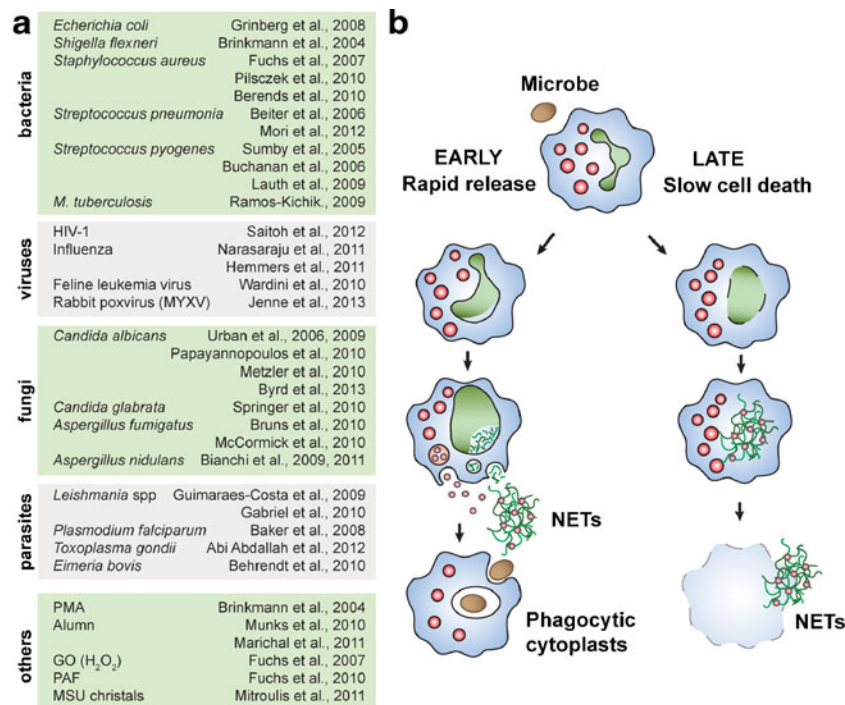 a
bacteria
Escherichia coli Grinberg et al., 2008
Shigella flexneri Brinkmann et al., 2004
Staphylococcus aureus Fuchs et al., 2007
Pilsczek et al., 2010
Berends et al., 2010
Streptococcus pneumonia Beiter et al., 2006
Mori et al., 2012
Streptococcus pyogenes Sumby et al., 2005
Buchanan et al., 2006
Lauth et al., 2009
M. tuberculosis Ramos-Kichik., 2009
viruses
HIV-1 Saitoh et al., 2012
Influenza Narasaraju et al., 2011
Hemmers et al., 2011
Feline leukemia virus Wardini et al., 2010
Rabbit poxvirus (MYXV) Jenne et al., 2013
fungi
Candida albicans Urban et al., 2006, 2009
Papayannopoulos et al., 2010
Metzler et al., 2010
Byrd et al., 2013
Candida glabrata Springer et al., 2010
Aspergillus fumigatus Bruns et al., 2010
McCormick et al., 2010
Aspergillus nidulans Bianchi et al., 2009, 2011
parasites
Leishmania spp Guimaraes-Costa et al., 2009
Gabriel et al., 2010
Plasmodium falciparum Baker et al., 2008
Toxoplasma gondii Abi Abdallah et al., 2012
Eimeria bovis Behrendt et al., 2010
others
PMA Brinkmann et al., 2004
Alumn Munks et al., 2010
Marichal et al., 2011
GO (H₂O₂) Fuchs et al., 2007
PAF Fuchs et al., 2010
MSU christals Mitroulis et al., 2011
b
Microbe
EARLY
Rapid release
LATE
Slow cell death
NETs
Phagocytic
cytoplasts
NETs